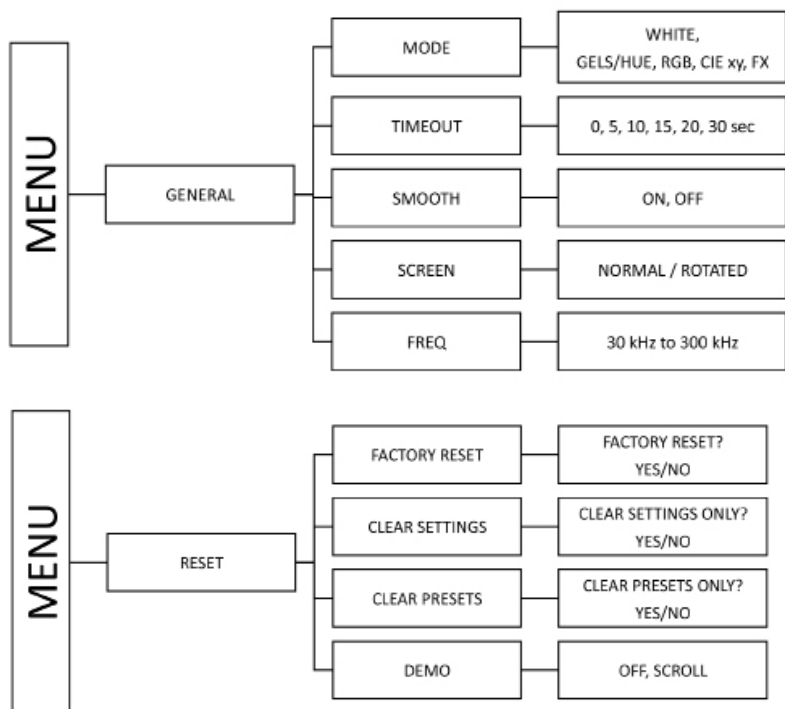 MENU
GENERAL
MODE
WHITE,
GELS/HUE, RGB, CIE xy, FX
TIMEOUT
0, 5, 10, 15, 20, 30 sec
SMOOTH
ON, OFF
SCREEN
NORMAL / ROTATED
FREQ
30 kHz to 300 kHz
MENU
RESET
FACTORY RESET
FACTORY RESET?
YES/NO
CLEAR SETTINGS
CLEAR SETTINGS ONLY?
YES/NO
CLEAR PRESETS
CLEAR PRESETS ONLY?
YES/NO
DEMO
OFF, SCROLL